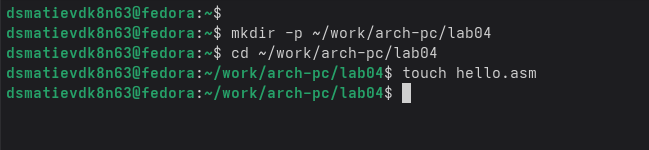 dsmatievdk8n63@fedora:~$
dsmatievdk8n63@fedora:~$ mkdir -p ~/work/arch-pc/lab04
dsmatievdk8n63@fedora:~$ cd ~/work/arch-pc/lab04
dsmatievdk8n63@fedora:~/work/arch-pc/lab04$ touch hello.asm
dsmatievdk8n63@fedora:~/work/arch-pc/lab04$